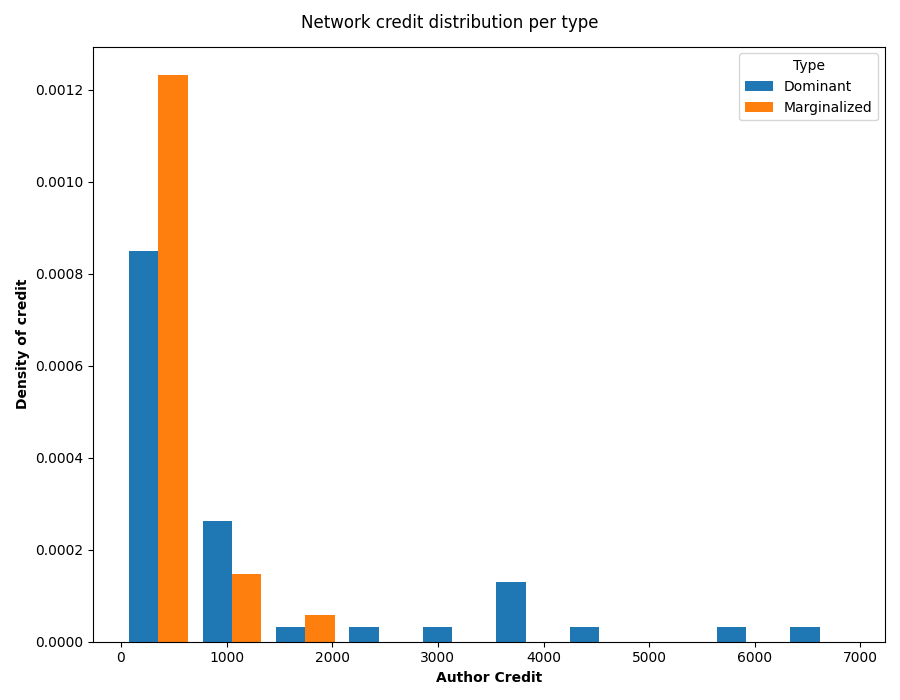 Network credit distribution per type
Type
Dominant
Marginalized
0.0012
0.0010
0.0008
0.0006
0.0004
0.0002
0.0000
Density of credit
0 1000 2000 3000 4000 5000 6000 7000
Author Credit